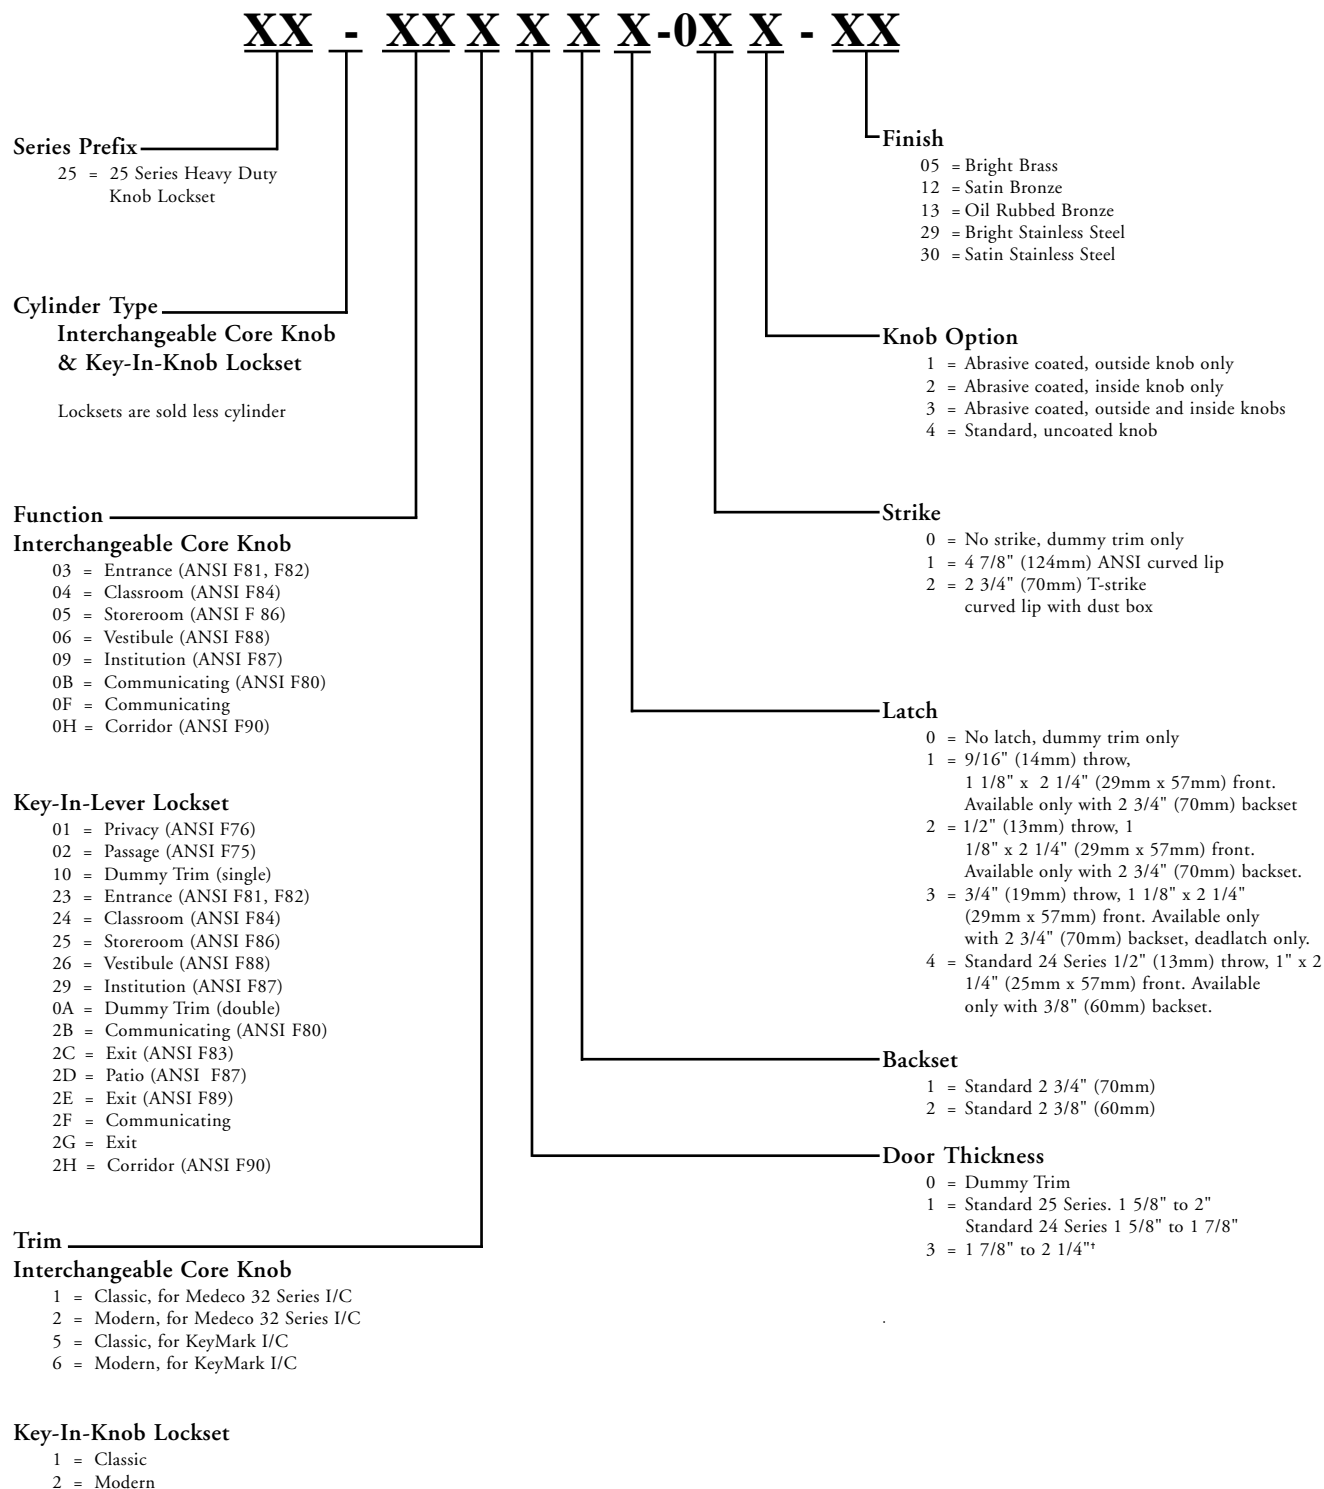 XX - XX X X X X-0X X - XX
Series Prefix
25 = 25 Series Heavy Duty
Knob Lockset
Cylinder Type
Interchangeable Core Knob
& Key-In-Knob Lockset
Locksets are sold less cylinder
Function
Interchangeable Core Knob
03 = Entrance (ANSI F81, F82)
04 = Classroom (ANSI F84)
05 = Storeroom (ANSI F 86)
06 = Vestibule (ANSI F88)
09 = Institution (ANSI F87)
0B = Communicating (ANSI F80)
0F = Communicating
0H = Corridor (ANSI F90)
Key-In-Lever Lockset
01 = Privacy (ANSI F76)
02 = Passage (ANSI F75)
10 = Dummy Trim (single)
23 = Entrance (ANSI F81, F82)
24 = Classroom (ANSI F84)
25 = Storeroom (ANSI F86)
26 = Vestibule (ANSI F88)
29 = Institution (ANSI F87)
0A = Dummy Trim (double)
2B = Communicating (ANSI F80)
2C = Exit (ANSI F83)
2D = Patio (ANSI F87)
2E = Exit (ANSI F89)
2F = Communicating
2G = Exit
2H = Corridor (ANSI F90)
Trim
Interchangeable Core Knob
1 = Classic, for Medeco 32 Series I/C
2 = Modern, for Medeco 32 Series I/C
5 = Classic, for KeyMark I/C
6 = Modern, for KeyMark I/C
Key-In-Knob Lockset
1 = Classic
2 = Modern
Finish
05 = Bright Brass
12 = Satin Bronze
13 = Oil Rubbed Bronze
29 = Bright Stainless Steel
30 = Satin Stainless Steel
Knob Option
1 = Abrasive coated, outside knob only
2 = Abrasive coated, inside knob only
3 = Abrasive coated, outside and inside knobs
4 = Standard, uncoated knob
Strike
0 = No strike, dummy trim only
1 = 4 7/8" (124mm) ANSI curved lip
2 = 2 3/4" (70mm) T-strike
curved lip with dust box
Latch
0 = No latch, dummy trim only
1 = 9/16" (14mm) throw,
1 1/8" x 2 1/4" (29mm x 57mm) front.
Available only with 2 3/4" (70mm) backset
2 = 1/2" (13mm) throw, 1
1/8" x 2 1/4" (29mm x 57mm) front.
Available only with 2 3/4" (70mm) backset.
3 = 3/4" (19mm) throw, 1 1/8" x 2 1/4"
(29mm x 57mm) front. Available only
with 2 3/4" (70mm) backset, deadlatch only.
4 = Standard 24 Series 1/2" (13mm) throw, 1" x 2
1/4" (25mm x 57mm) front. Available
only with 3/8" (60mm) backset.
Backset
1 = Standard 2 3/4" (70mm)
2 = Standard 2 3/8" (60mm)
Door Thickness
0 = Dummy Trim
1 = Standard 25 Series. 1 5/8" to 2"
Standard 24 Series 1 5/8" to 1 7/8"
3 = 1 7/8" to 2 1/4"†
.